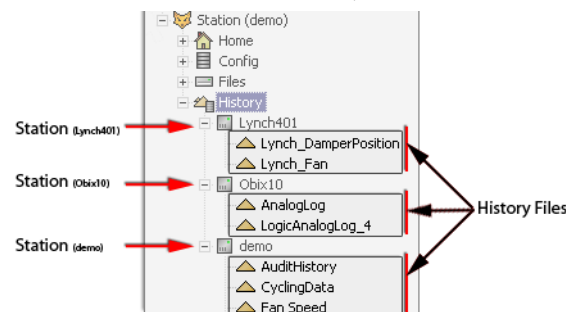 Station (demo)
Home
Config
Files
History
Station (Lynch401)
Lynch401
Lynch_DamperPosition
Lynch_Fan
Station (Obix10)
Obix10
AnalogLog
History Files
LogicAnalogLog_4
Station (demo)
demo
AuditHistory
CyclingData
Fan Speed